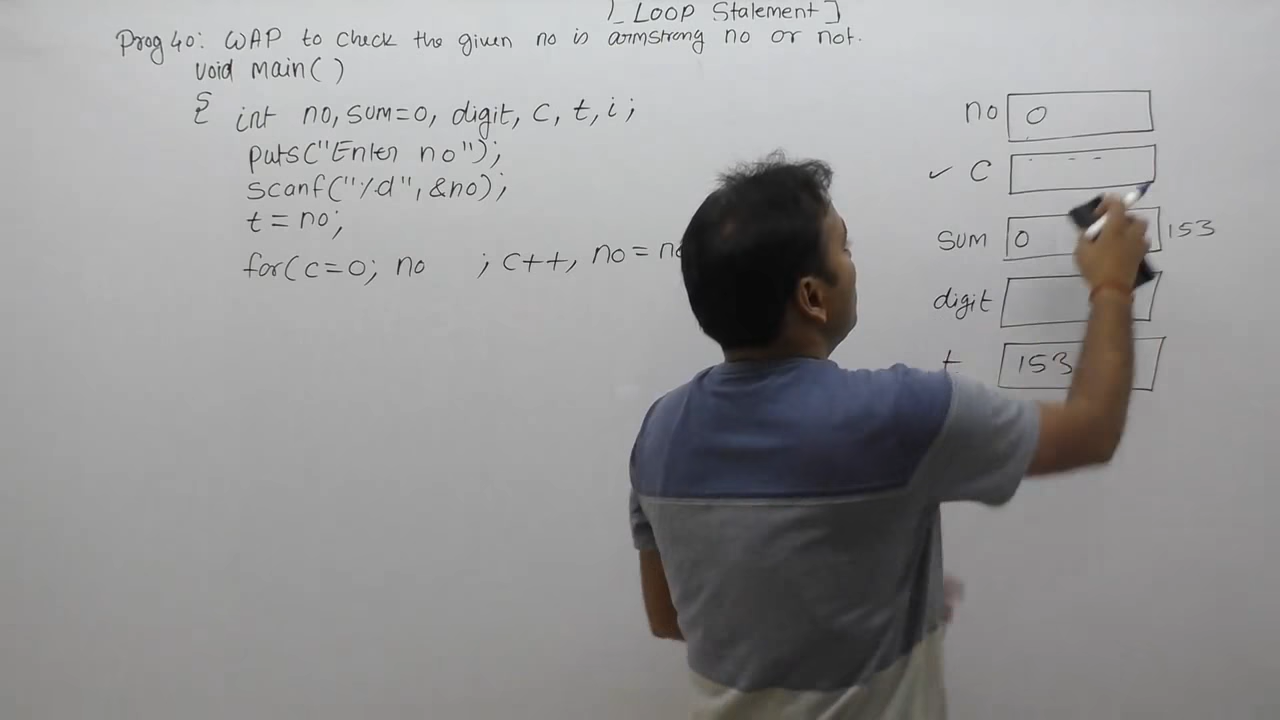 [Loop Statement]
Prog 40: WAP to check the given no is armstrong no or not.
void main( )
{ int no, sum=0, digit, c, t, i;
puts("Enter no");
scanf("%d", &no);
t = no;
for(c=0; no ; c++, no =
no 0
✓ C
sum 0 153
digit
t 153